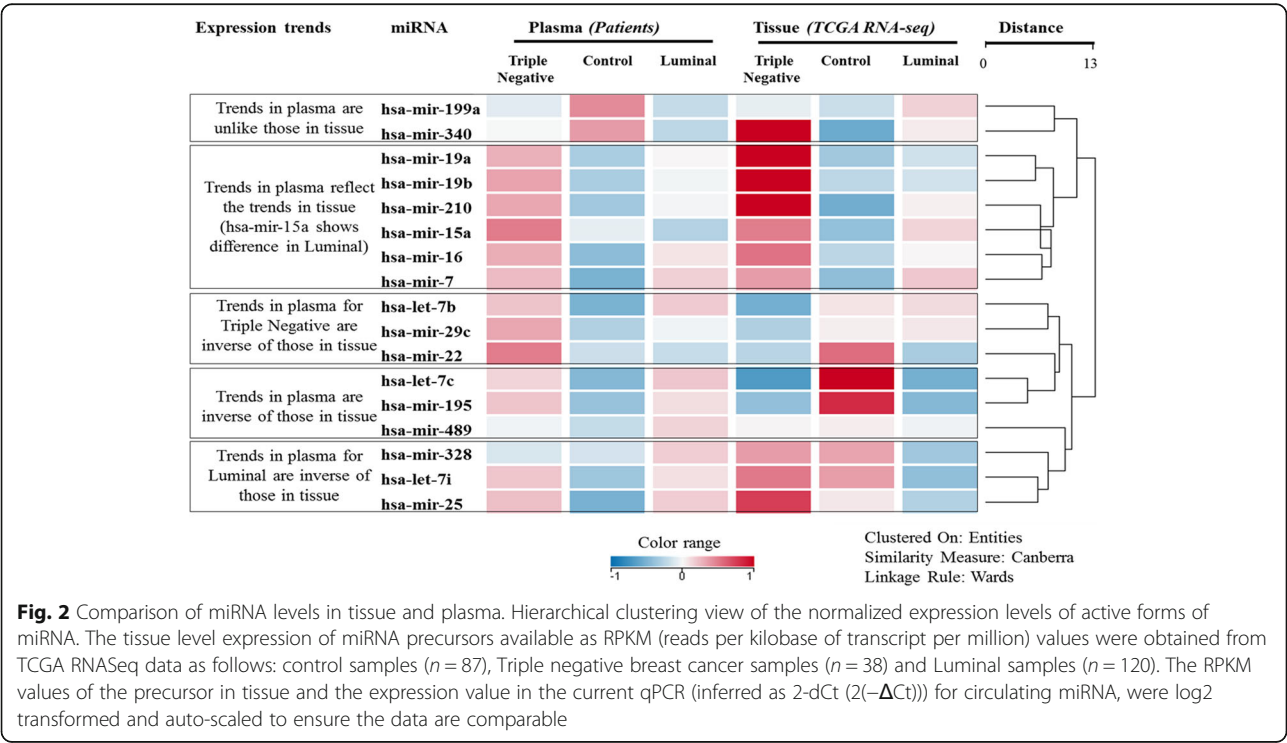 Expression trends miRNA Plasma (Patients) Tissue (TCGA RNA-seq) Distance
Triple Negative Control Luminal Triple Negative Control Luminal 0 13
Trends in plasma are
unlike those in tissue
hsa-mir-199a
hsa-mir-340
Trends in plasma reflect
the trends in tissue
(hsa-mir-15a shows
difference in Luminal)
hsa-mir-19a
hsa-mir-19b
hsa-mir-210
hsa-mir-15a
hsa-mir-16
hsa-mir-7
Trends in plasma for
Triple Negative are
inverse of those in tissue
hsa-let-7b
hsa-mir-29c
hsa-mir-22
Trends in plasma are
inverse of those in tissue
hsa-let-7c
hsa-mir-195
hsa-mir-489
Trends in plasma for
Luminal are inverse of
those in tissue
hsa-mir-328
hsa-let-7i
hsa-mir-25
Color range
-1 0 1
Clustered On: Entities
Similarity Measure: Canberra
Linkage Rule: Wards
Fig. 2 Comparison of miRNA levels in tissue and plasma. Hierarchical clustering view of the normalized expression levels of active forms of
miRNA. The tissue level expression of miRNA precursors available as RPKM (reads per kilobase of transcript per million) values were obtained from
TCGA RNASeq data as follows: control samples (n = 87), Triple negative breast cancer samples (n = 38) and Luminal samples (n = 120). The RPKM
values of the precursor in tissue and the expression value in the current qPCR (inferred as 2-dCt (2(−ΔCt))) for circulating miRNA, were log2
transformed and auto-scaled to ensure the data are comparable